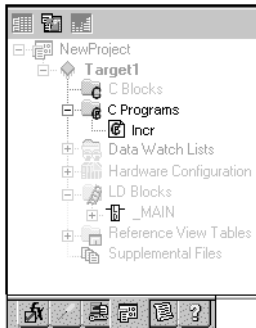 NewProject
Target1
C Blocks
C Programs
Incr
Data Watch Lists
Hardware Configuration
LD Blocks
_MAIN
Reference View Tables
Supplemental Files